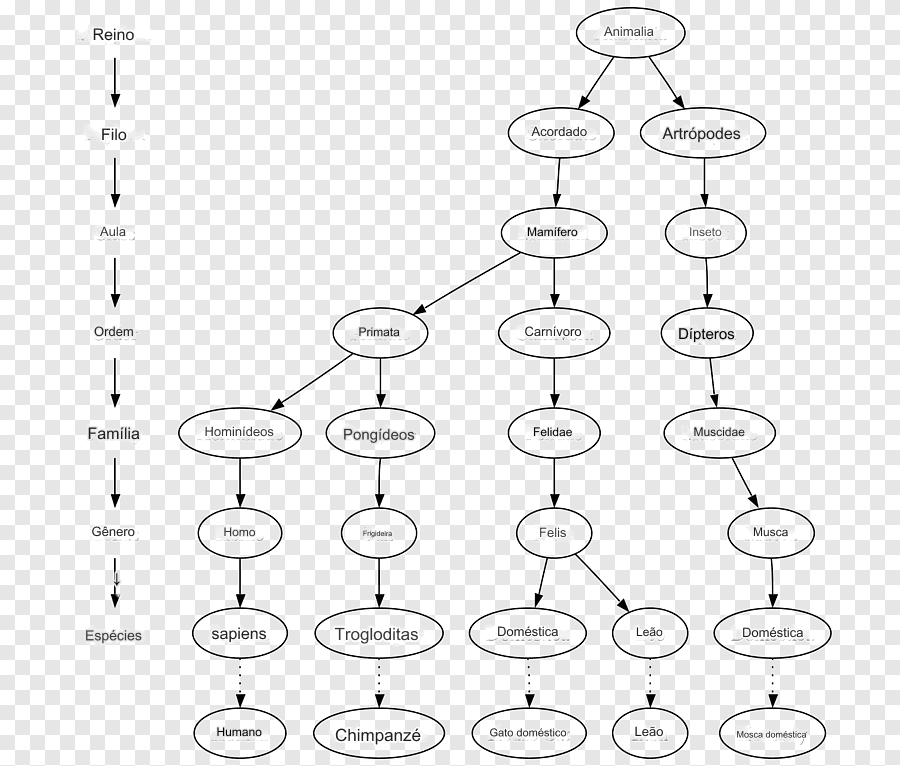 Reino
Animalia
Filo
Acordado
Artrópodes
Aula
Mamífero
Inseto
Ordem
Primata
Carnívoro
Dípteros
Família
Hominídeos
Pongídeos
Felidae
Muscidae
Gênero
Homo
Frigideira
Felis
Musca
↓
Espécies
sapiens
Trogloditas
Doméstica
Leão
Doméstica
Humano
Chimpanzé
Gato doméstico
Leão
Mosca doméstica